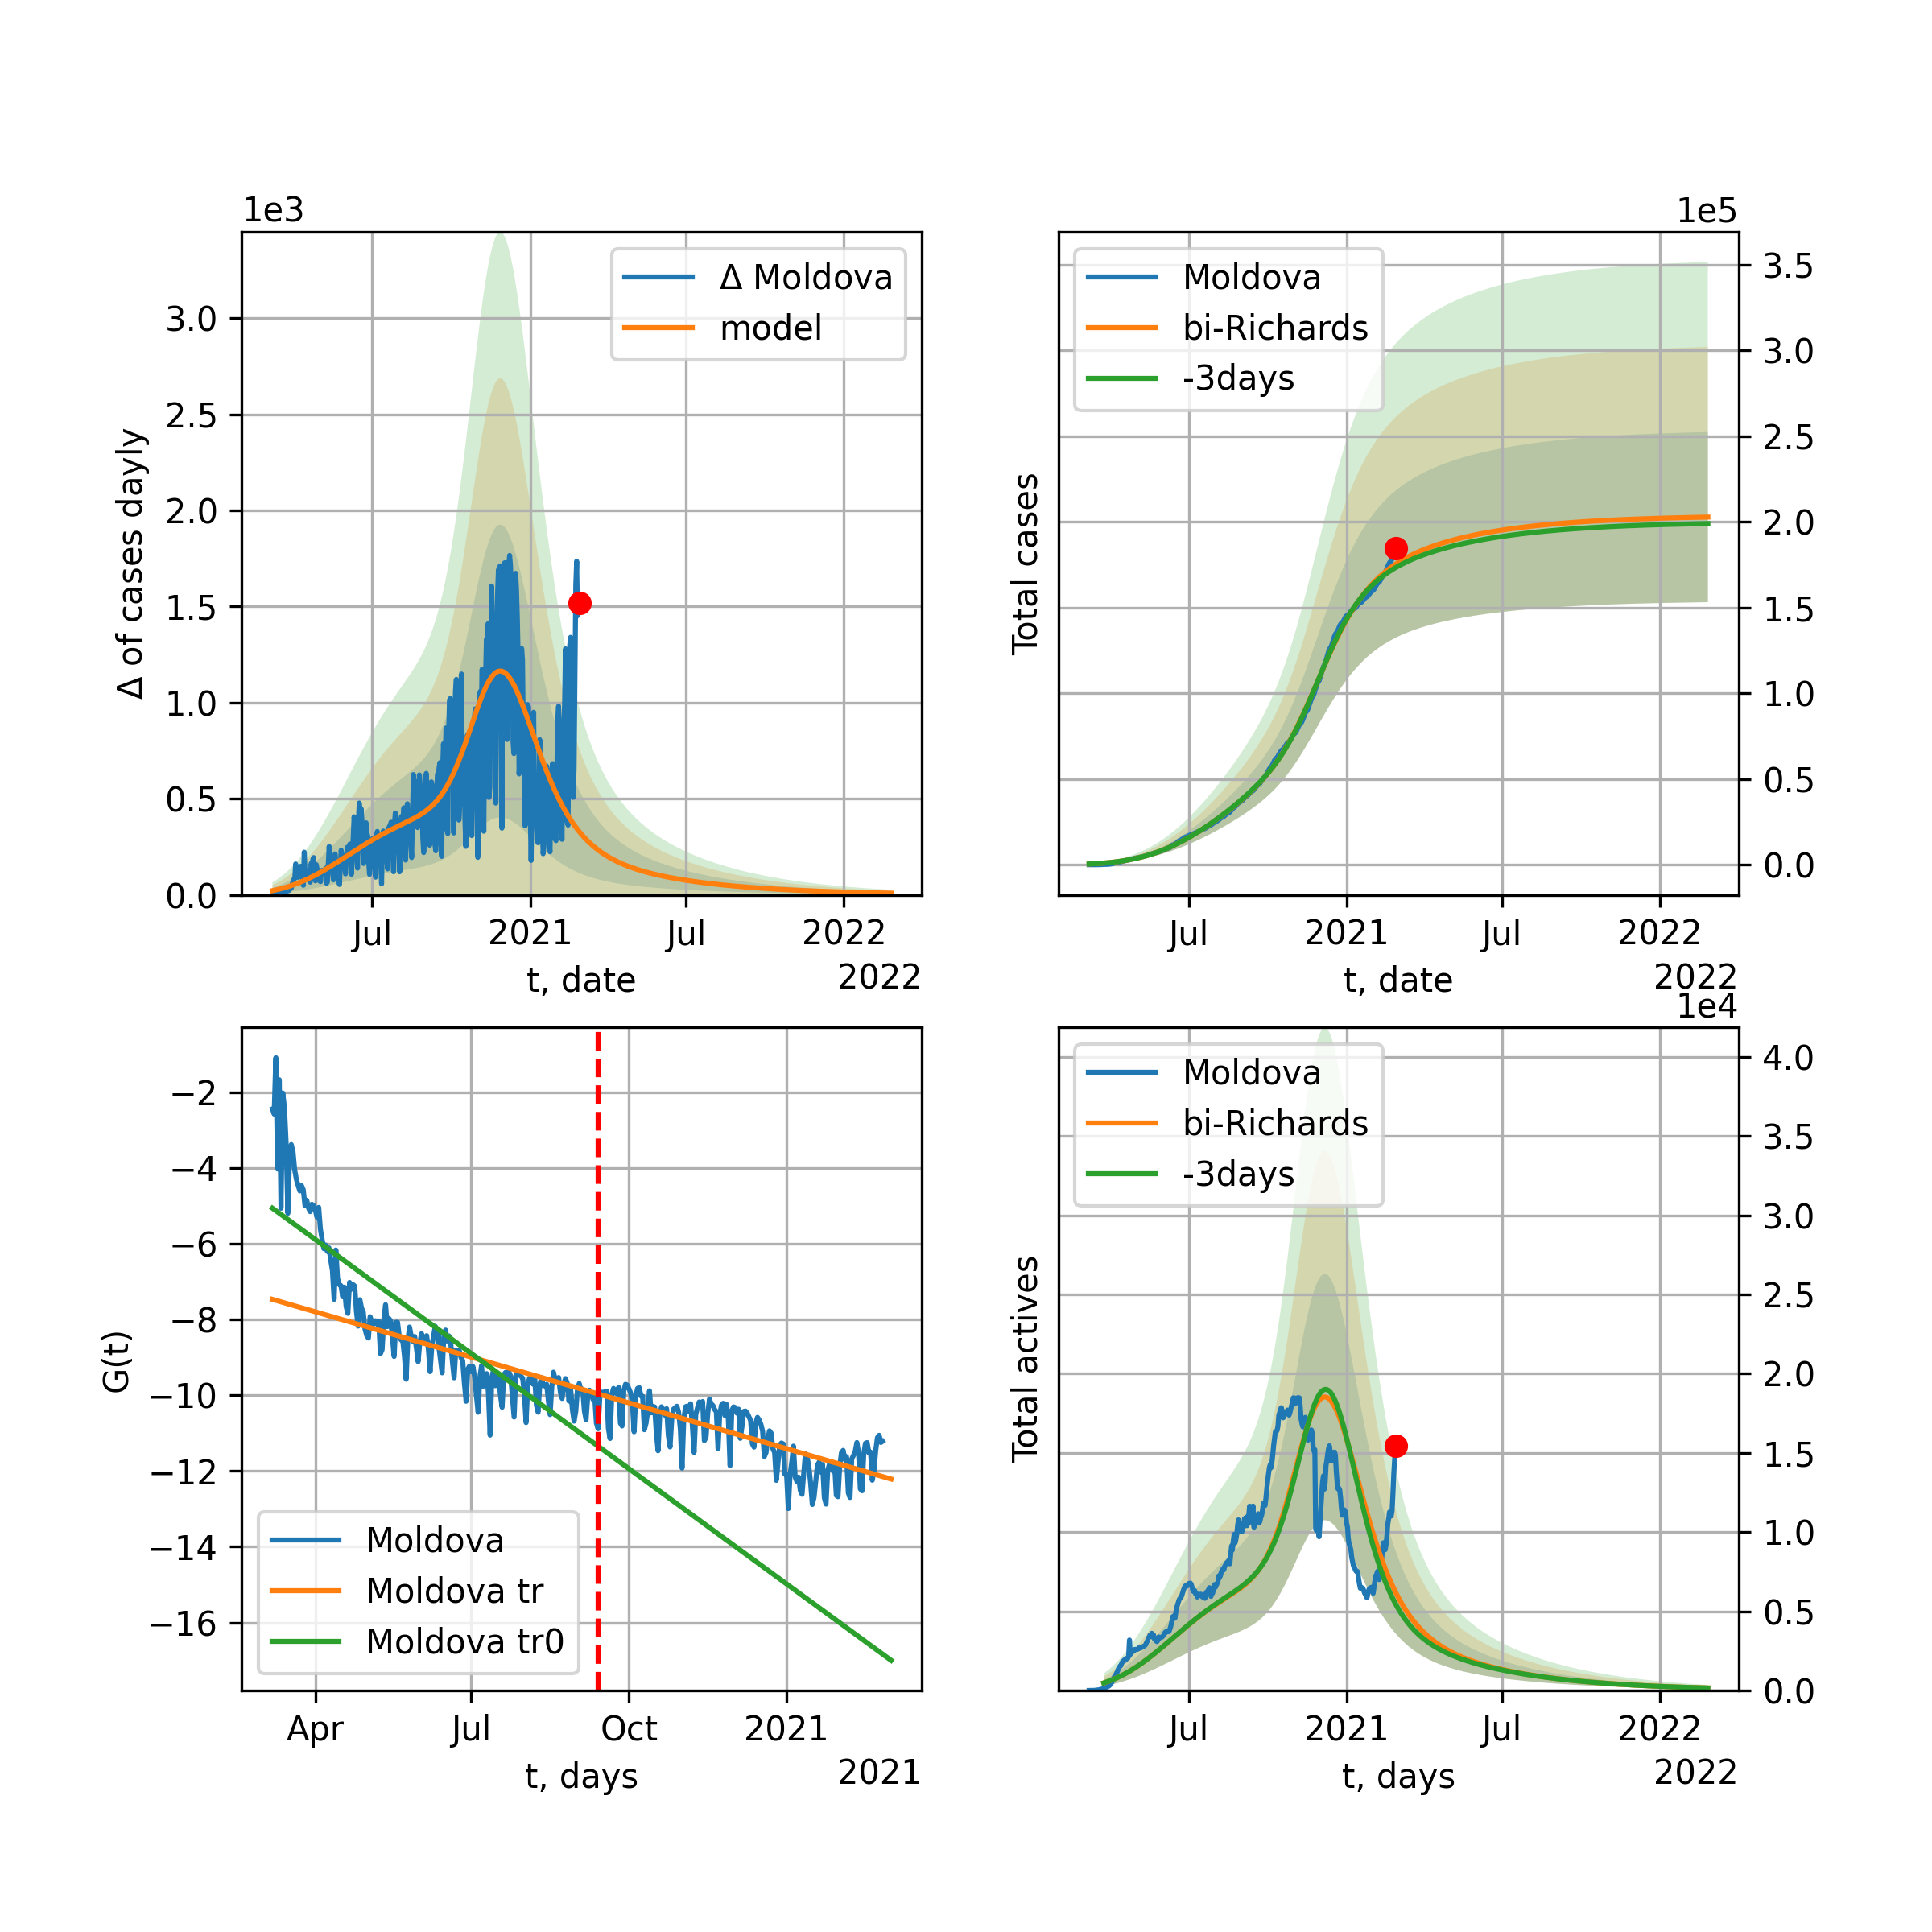 1e3
Δ Moldova
model
3.0
2.5
2.0
1.5
1.0
0.5
0.0
Δ of cases dayly
Jul 2021 Jul 2022
t, date
2022
1e5
Moldova
bi-Richards
-3days
3.5
3.0
2.5
2.0
1.5
1.0
0.5
0.0
Total cases
Jul 2021 Jul 2022
t, date
2022
−2
−4
−6
−8
−10
−12
−14
−16
G(t)
Moldova
Moldova tr
Moldova tr0
Apr Jul Oct 2021
t, days
2021
1e4
Moldova
bi-Richards
-3days
4.0
3.5
3.0
2.5
2.0
1.5
1.0
0.5
0.0
Total actives
Jul 2021 Jul 2022
t, days
2022